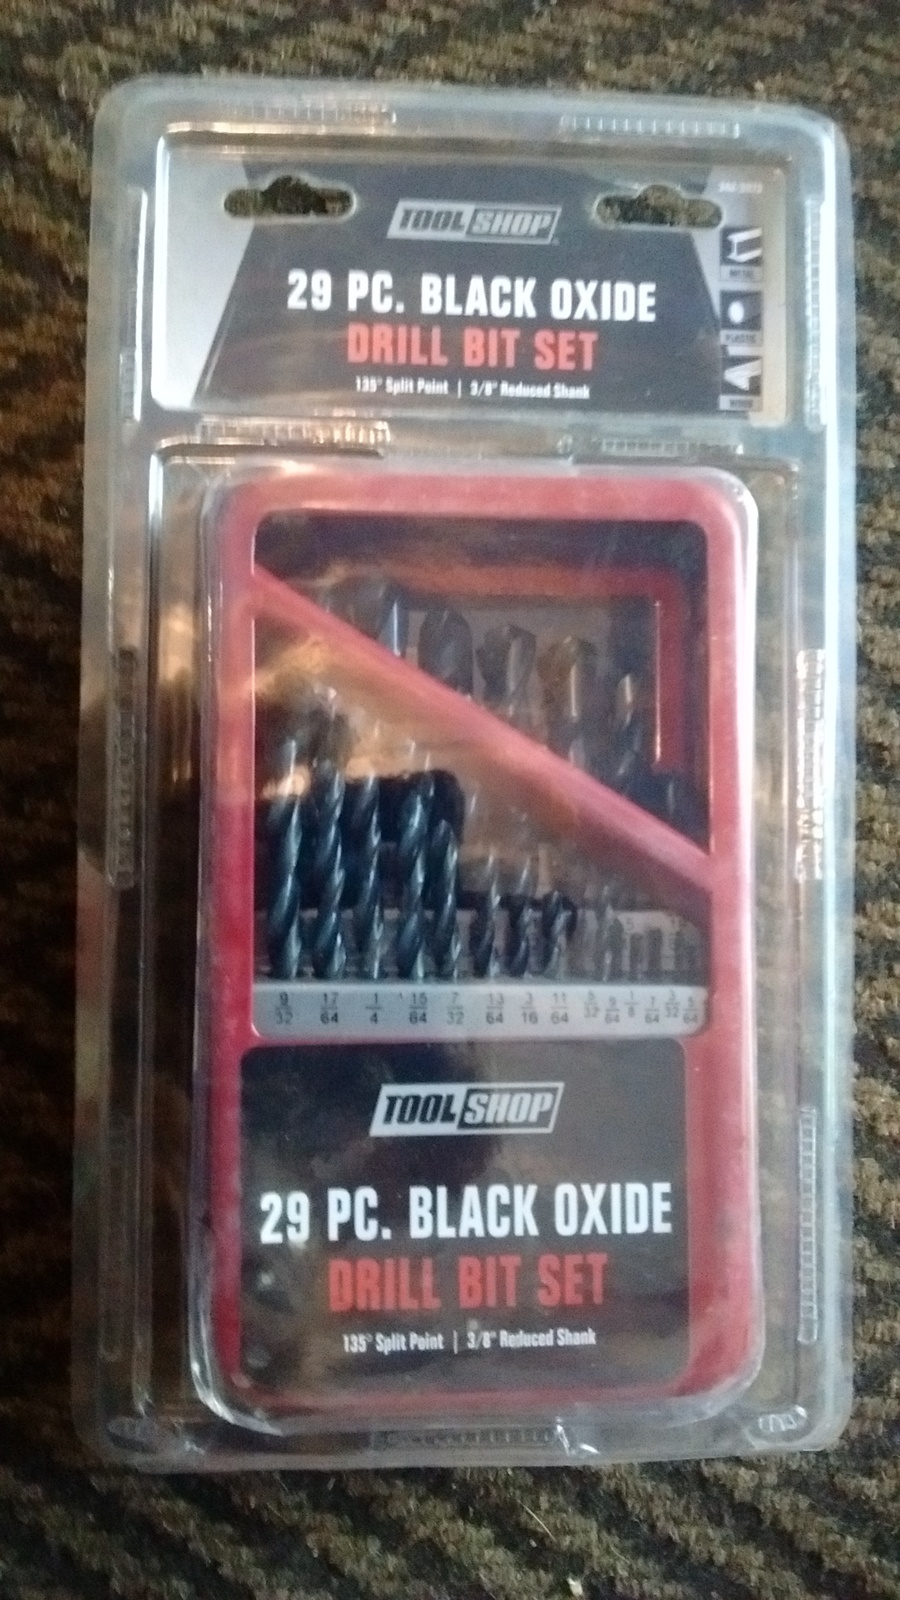 TOOL SHOP
29 PC. BLACK OXIDE
DRILL BIT SET
135° Split Point | 3/8" Reduced Shank
METAL
PLASTIC
WOOD
9/32 17/64 1/4 15/64 7/32 13/64 3/16 11/64 5/32 9/64 1/8 7/64 3/32 5/64
TOOL SHOP
29 PC. BLACK OXIDE
DRILL BIT SET
135° Split Point | 3/8" Reduced Shank